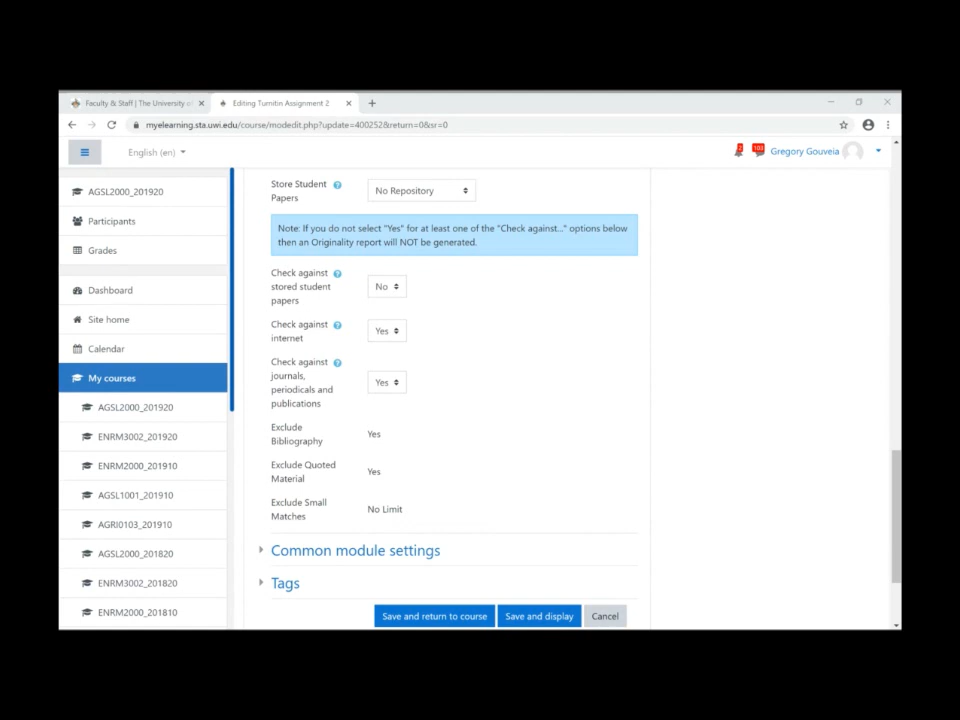 Faculty & Staff | The University of
Editing Turnitin Assignment 2
myelearning.sta.uwi.edu/course/modedit.php?update=400252&return=0&sr=0
English (en)
2
103
Gregory Gouveia
AGSL2000_201920
Participants
Grades
Dashboard
Site home
Calendar
My courses
AGSL2000_201920
ENRM3002_201920
ENRM2000_201910
AGSL1001_201910
AGRI0103_201910
AGSL2000_201820
ENRM3002_201820
ENRM2000_201810
Store Student
Papers
No Repository
Note: If you do not select "Yes" for at least one of the "Check against..." options below
then an Originality report will NOT be generated.
Check against
stored student
papers
No
Check against
internet
Yes
Check against
journals,
periodicals and
publications
Yes
Exclude
Bibliography
Yes
Exclude Quoted
Material
Yes
Exclude Small
Matches
No Limit
Common module settings
Tags
Save and return to course
Save and display
Cancel